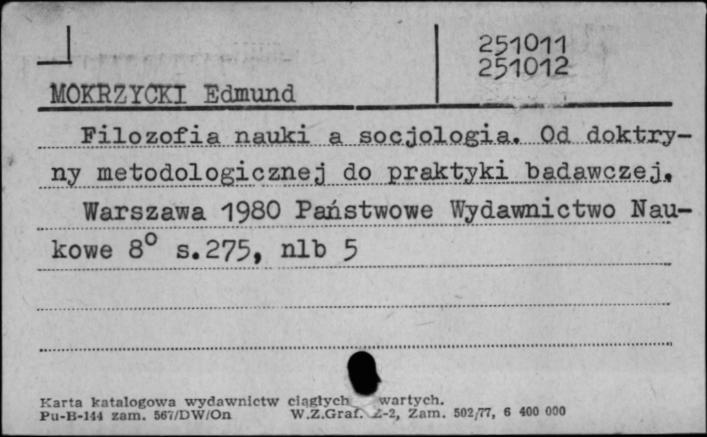 251011
251012
MOKRZYCKI Edmund
Filozofia nauki a socjologia. Od doktry-
ny metodologicznej do praktyki badawczej.
Warszawa 1980 Państwowe Wydawnictwo Nau-
kowe 8° s.275, nlb 5
Karta katalogowa wydawnictw ciągłych wartych.
Pu-B-144 zam. 567/DW/On W.Z.Graf. Z-2, Zam. 502/77, 6 400 000